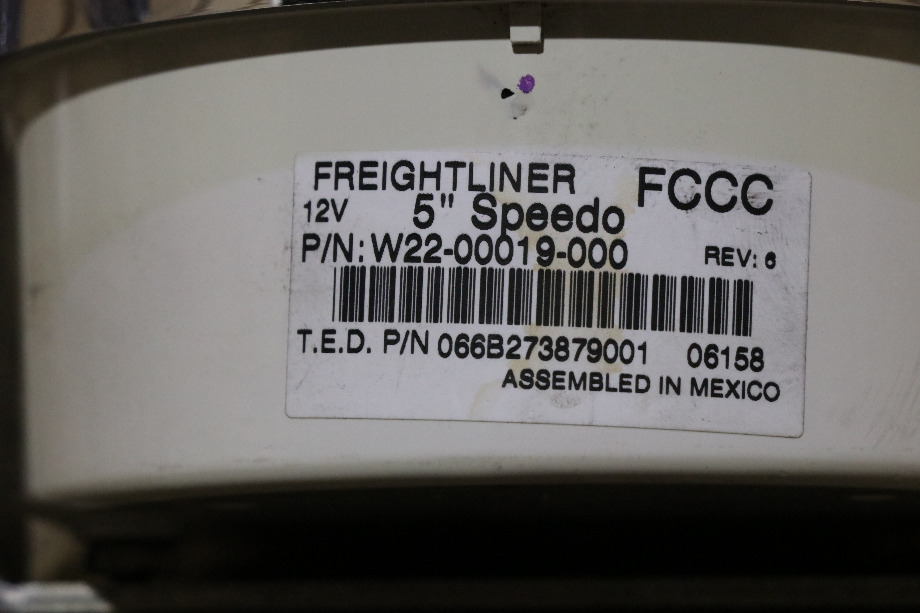 FREIGHTLINER FCCC
12V 5" Speedo
P/N: W22-00019-000 REV: 6
T.E.D. P/N 066B273879001 06158
ASSEMBLED IN MEXICO